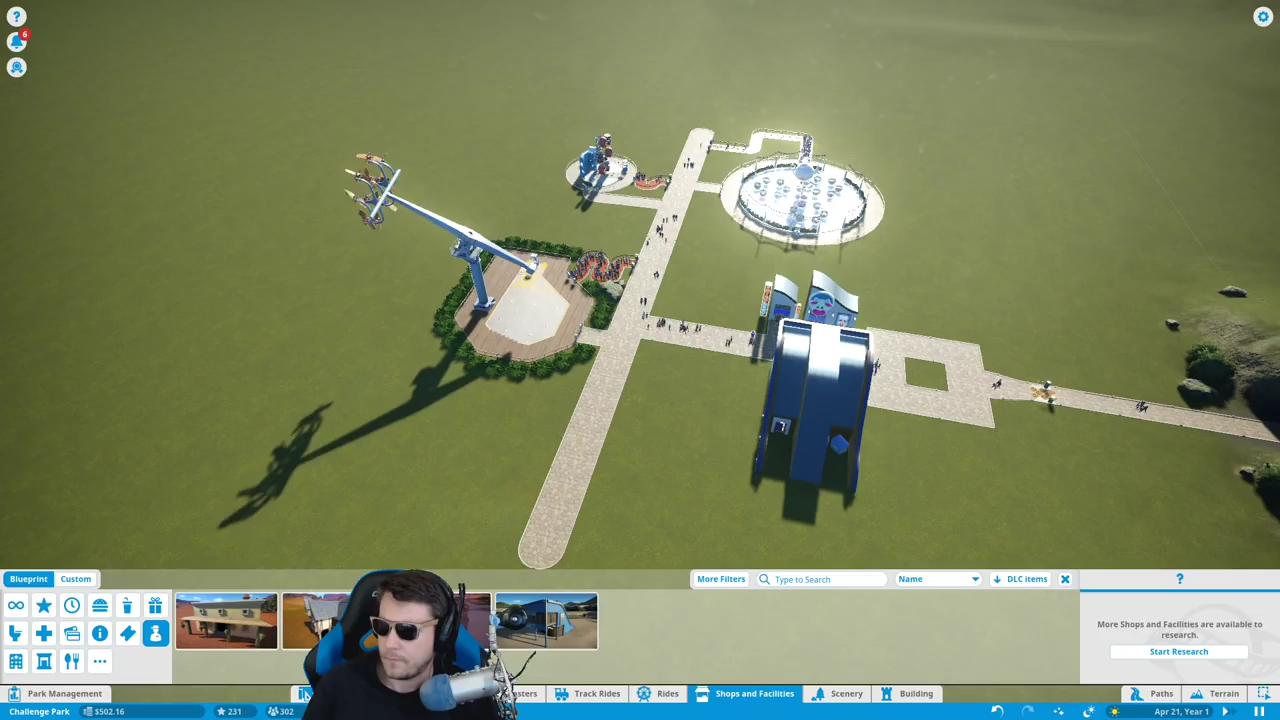 ?
6
Blueprint
Custom
More Filters
Type to Search
Name
DLC items
?
More Shops and Facilities are available to
research.
Start Research
Park Management
Track Rides
Rides
Shops and Facilities
Scenery
Building
Paths
Terrain
Challenge Park
$502.16
231
302
Apr 21, Year 1